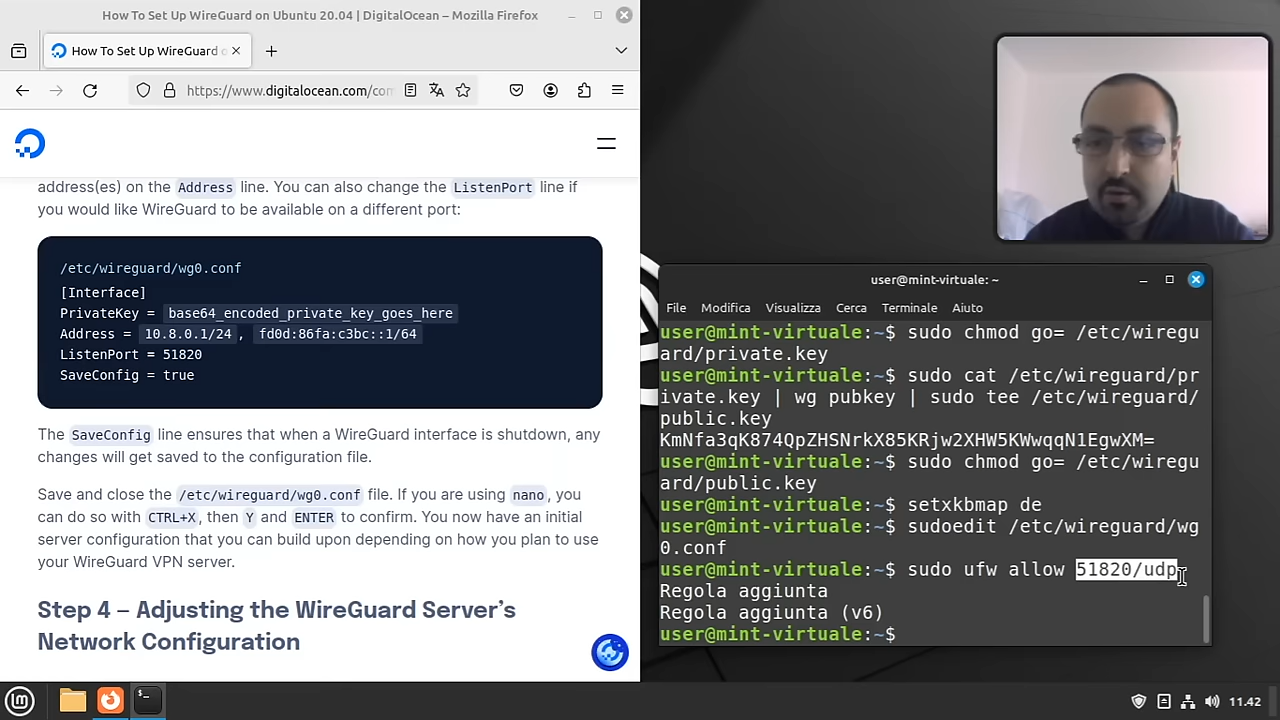 How To Set Up WireGuard on Ubuntu 20.04 | DigitalOcean – Mozilla Firefox
How To Set Up WireGuard o
https://www.digitalocean.com/com
address(es) on the Address line. You can also change the ListenPort line if
you would like WireGuard to be available on a different port:
/etc/wireguard/wg0.conf
[Interface]
PrivateKey = base64_encoded_private_key_goes_here
Address = 10.8.0.1/24, fd0d:86fa:c3bc::1/64
ListenPort = 51820
SaveConfig = true
The SaveConfig line ensures that when a WireGuard interface is shutdown, any
changes will get saved to the configuration file.
Save and close the /etc/wireguard/wg0.conf file. If you are using nano, you
can do so with CTRL+X, then Y and ENTER to confirm. You now have an initial
server configuration that you can build upon depending on how you plan to use
your WireGuard VPN server.
Step 4 — Adjusting the WireGuard Server's
Network Configuration
user@mint-virtuale: ~
File Modifica Visualizza Cerca Terminale Aiuto
user@mint-virtuale:~$ sudo chmod go= /etc/wiregu
ard/private.key
user@mint-virtuale:~$ sudo cat /etc/wireguard/pr
ivate.key | wg pubkey | sudo tee /etc/wireguard/
public.key
KmNfa3qK874QpZHSNrkX85KRjw2XHW5KWwqqN1EgwXM=
user@mint-virtuale:~$ sudo chmod go= /etc/wiregu
ard/public.key
user@mint-virtuale:~$ setxkbmap de
user@mint-virtuale:~$ sudoedit /etc/wireguard/wg
0.conf
user@mint-virtuale:~$ sudo ufw allow 51820/udp
Regola aggiunta
Regola aggiunta (v6)
user@mint-virtuale:~$
11.42